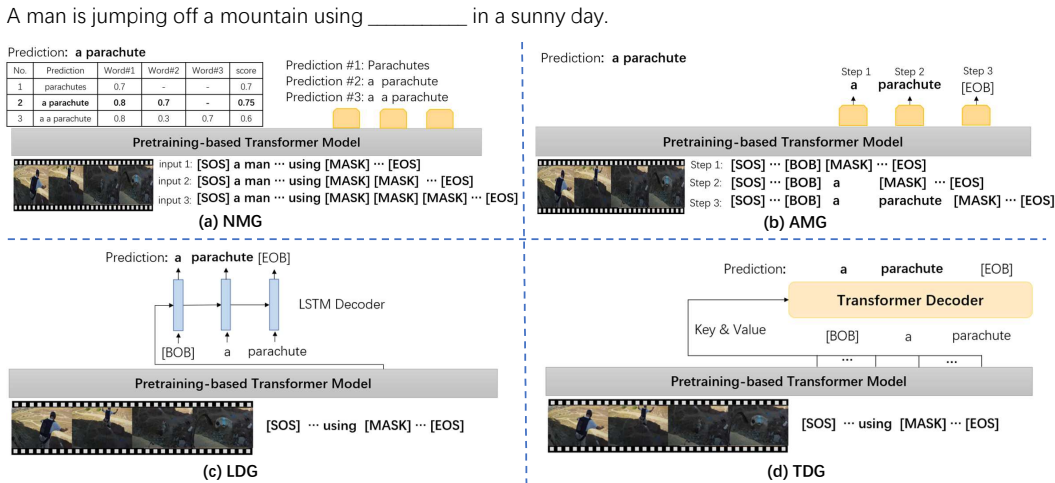 A man is jumping off a mountain using __________ in a sunny day.
Prediction: a parachute
No. Prediction Word#1 Word#2 Word#3 score
1 parachutes 0.7 - - 0.7
2 a parachute 0.8 0.7 - 0.75
3 a a parachute 0.8 0.3 0.7 0.6
Prediction #1: Parachutes
Prediction #2: a parachute
Prediction #3: a a parachute
Pretraining-based Transformer Model
input 1: [SOS] a man ··· using [MASK] ··· [EOS]
input 2: [SOS] a man ··· using [MASK] [MASK] ··· [EOS]
input 3: [SOS] a man ··· using [MASK] [MASK] [MASK] ··· [EOS]
(a) NMG
Prediction: a parachute
Step 1 Step 2 Step 3
a parachute [EOB]
Pretraining-based Transformer Model
Step 1: [SOS] ··· [BOB] [MASK] ··· [EOS]
Step 2: [SOS] ··· [BOB] a [MASK] ··· [EOS]
Step 3: [SOS] ··· [BOB] a parachute [MASK] ··· [EOS]
(b) AMG
Prediction: a parachute [EOB]
LSTM Decoder
[BOB] a parachute
Pretraining-based Transformer Model
[SOS] ··· using [MASK] ··· [EOS]
(c) LDG
Prediction: a parachute [EOB]
Transformer Decoder
Key & Value
[BOB] a parachute
··· ···
Pretraining-based Transformer Model
[SOS] ··· using [MASK] ··· [EOS]
(d) TDG